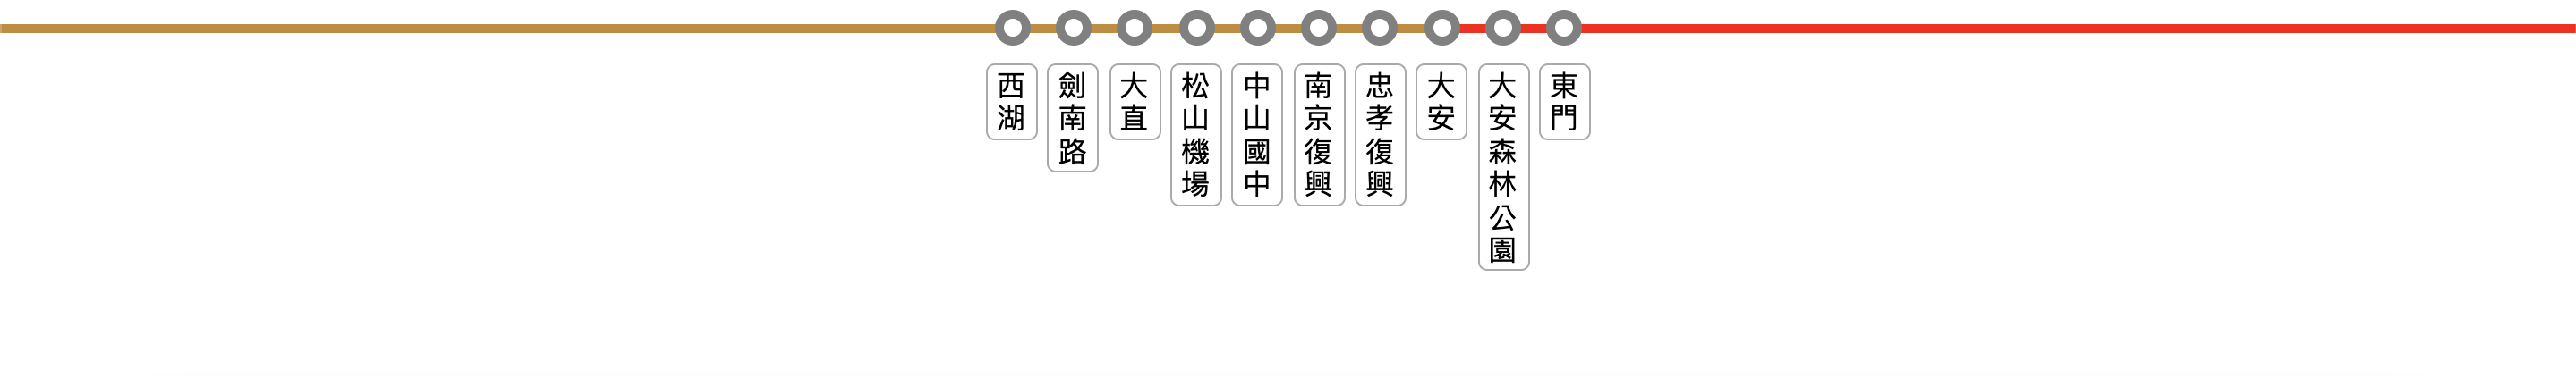 西湖
劍南路
大直
松山機場
中山國中
南京復興
忠孝復興
大安
大安森林公園
東門